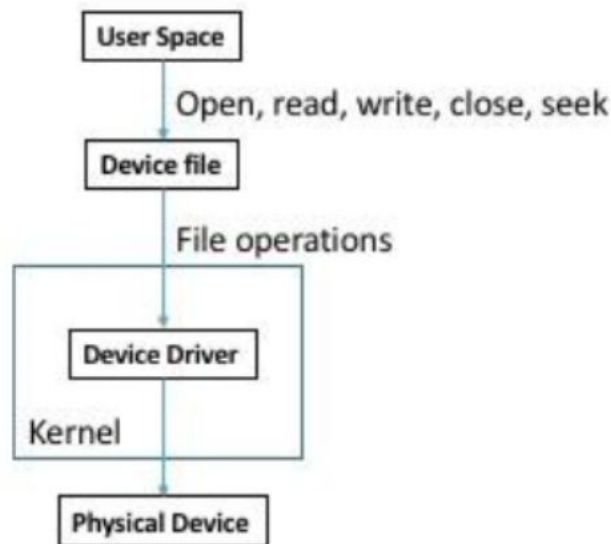 User Space
Open, read, write, close, seek
Device file
File operations
Device Driver
Kernel
Physical Device